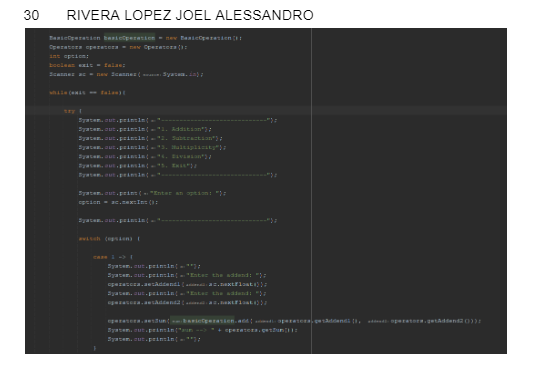 30 RIVERA LOPEZ JOEL ALESSANDRO
BasicOperation basicOperation = new BasicOperation();
Operators operators = new Operators();
int option;
boolean exit = false;
Scanner sc = new Scanner( System.in);
while(exit == false){
try {
System.out.println( "-----------------------------");
System.out.println( "1. Addition");
System.out.println( "2. Subtraction");
System.out.println( "3. Multiplicity");
System.out.println( "4. Division");
System.out.println( "5. Exit");
System.out.println( "-----------------------------");
System.out.print( "Enter an option: ");
option = sc.nextInt();
System.out.println( "-----------------------------");
switch (option) {
case 1 -> {
System.out.println( "");
System.out.println( "Enter the addend: ");
operators.setAddend1( sc.nextFloat());
System.out.println( "Enter the addend: ");
operators.setAddend2( sc.nextFloat());
operators.setSum( basicOperation.add( operators.getAddend1(), operators.getAddend2()));
System.out.println("sum --> " + operators.getSum());
System.out.println( "");
}